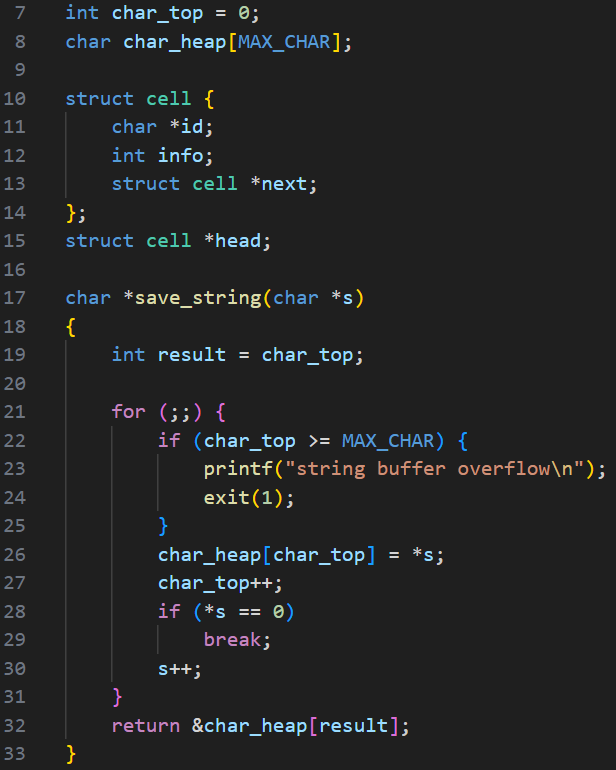 7 int char_top = 0;
8 char char_heap[MAX_CHAR];
9
10 struct cell {
11     char *id;
12     int info;
13     struct cell *next;
14 };
15 struct cell *head;
16
17 char *save_string(char *s)
18 {
19     int result = char_top;
20
21     for (;;) {
22         if (char_top >= MAX_CHAR) {
23             printf("string buffer overflow\n");
24             exit(1);
25         }
26         char_heap[char_top] = *s;
27         char_top++;
28         if (*s == 0)
29             break;
30         s++;
31     }
32     return &char_heap[result];
33 }